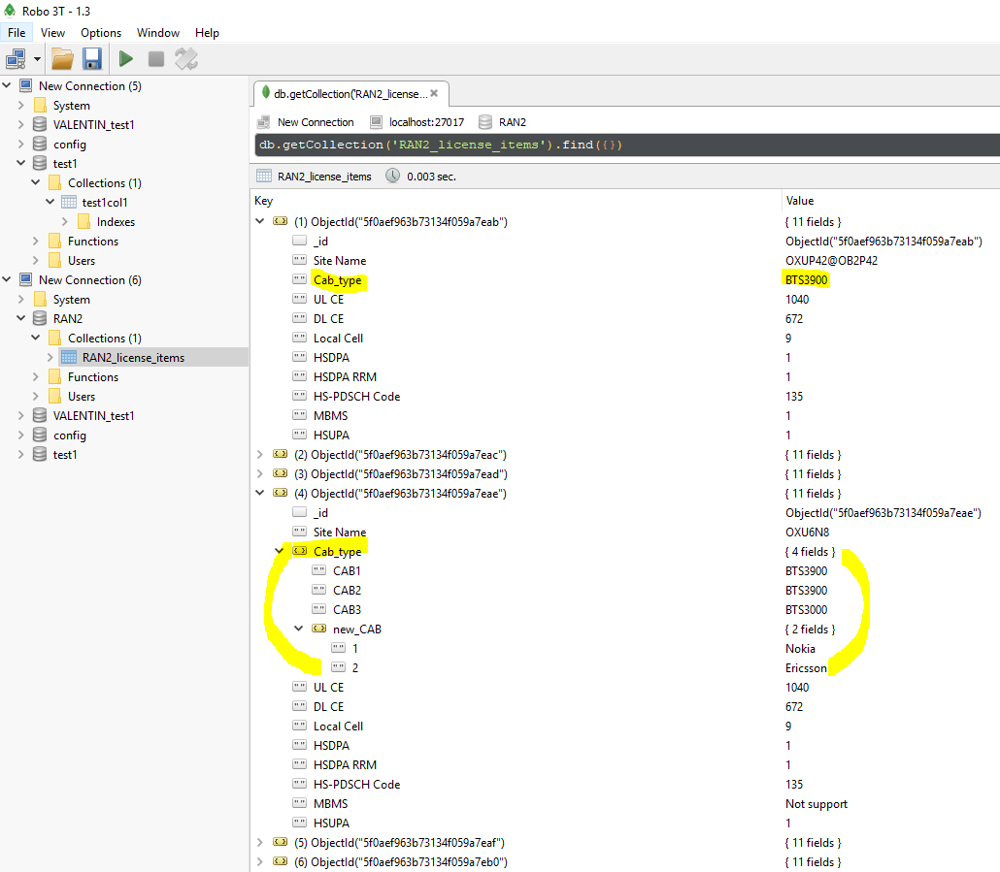 Robo 3T - 1.3
File View Options Window Help
New Connection (5)
System
VALENTIN_test1
config
test1
Collections (1)
test1col1
Indexes
Functions
Users
New Connection (6)
System
RAN2
Collections (1)
RAN2_license_items
Functions
Users
VALENTIN_test1
config
test1
db.getCollection('RAN2_license...
New Connection localhost:27017 RAN2
db.getCollection('RAN2_license_items').find({})
RAN2_license_items 0.003 sec.
Key Value
(1) ObjectId("5f0aef963b73134f059a7eab") { 11 fields }
_id ObjectId("5f0aef963b73134f059a7eab")
Site Name OXUP42@OB2P42
Cab_type BTS3900
UL CE 1040
DL CE 672
Local Cell 9
HSDPA 1
HSDPA RRM 1
HS-PDSCH Code 135
MBMS 1
HSUPA 1
(2) ObjectId("5f0aef963b73134f059a7eac") { 11 fields }
(3) ObjectId("5f0aef963b73134f059a7ead") { 11 fields }
(4) ObjectId("5f0aef963b73134f059a7eae") { 11 fields }
_id ObjectId("5f0aef963b73134f059a7eae")
Site Name OXU6N8
Cab_type { 4 fields }
CAB1 BTS3900
CAB2 BTS3900
CAB3 BTS3000
new_CAB { 2 fields }
1 Nokia
2 Ericsson
UL CE 1040
DL CE 672
Local Cell 9
HSDPA 1
HSDPA RRM 1
HS-PDSCH Code 135
MBMS Not support
HSUPA 1
(5) ObjectId("5f0aef963b73134f059a7eaf") { 11 fields }
(6) ObjectId("5f0aef963b73134f059a7eb0") { 11 fields }